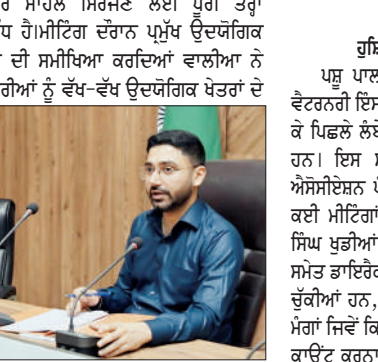 ਮਾਹੌਲ ਸਿਰਜਣ ਲਈ ਪੂਰੀ ਤਰ੍ਹਾਂ
ਹੈ।ਮੀਟਿੰਗ ਦੌਰਾਨ ਪ੍ਰਮੁੱਖ ਉਦਯੋਗਿਕ
ਦੀ ਸਮੀਖਿਆ ਕਰਦਿਆਂ ਵਾਲੀਆ ਨੇ
ਨੂੰ ਵੱਖ-ਵੱਖ ਉਦਯੋਗਿਕ ਖੇਤਰਾਂ ਦੇ
ਪਸ਼ੂ ਪਾਲ
ਵੈਟਰਨਰੀ ਇੰਸ
ਕੇ ਪਿਛਲੇ ਲੰਬੇ
ਹਨ। ਇਸ ਸ
ਐਸੋਸੀਏਸ਼ਨ
ਕਈ ਮੀਟਿੰਗਾਂ
ਸਿੰਘ ਖੁਡੀਆਂ
ਸਮੇਤ ਡਾਇਰੈਕ
ਚੁੱਕੀਆਂ ਹਨ,
ਮੰਗਾਂ ਜਿਵੇਂ ਕਿ
ਕਾਉਂਟ ਕਰਨਾ